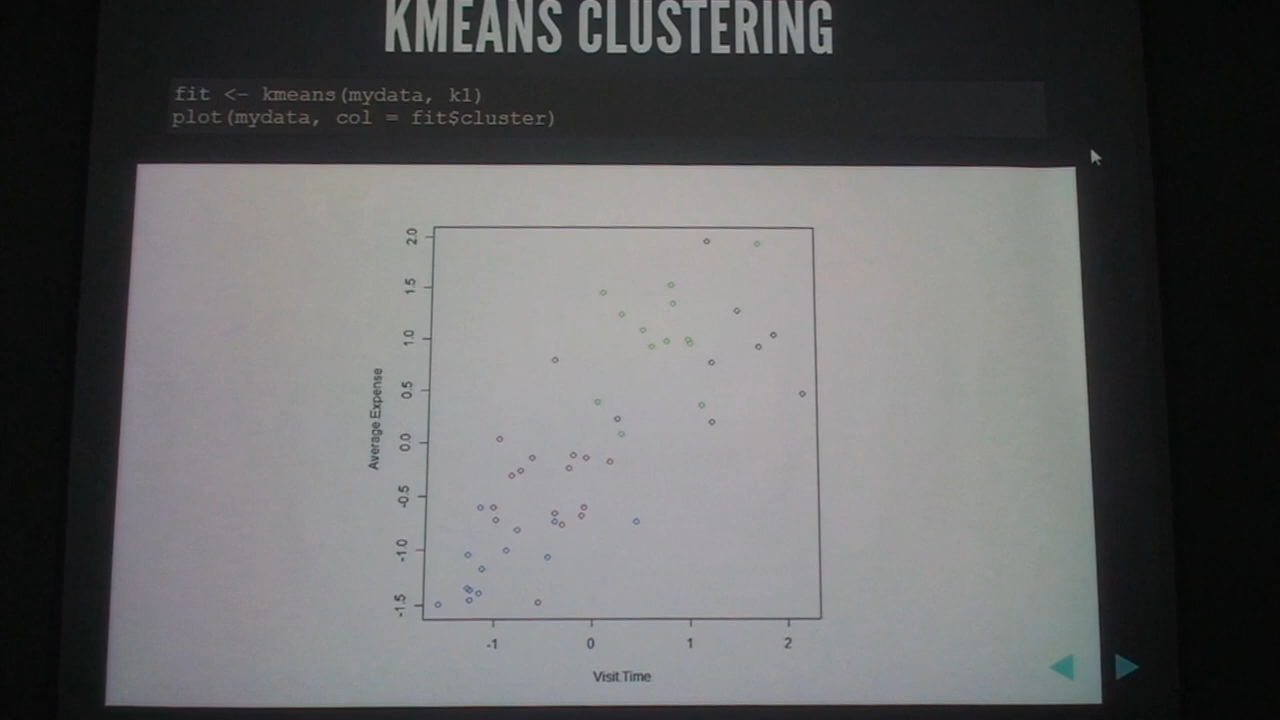 KMEANS CLUSTERING
fit <- kmeans(mydata, k1)
plot(mydata, col = fit$cluster)
2.0
1.5
1.0
0.5
0.0
-0.5
-1.0
-1.5
Average.Expense
-1 0 1 2
Visit.Time